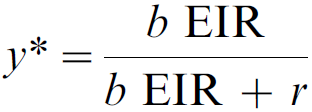 y* = b EIR / b EIR + r